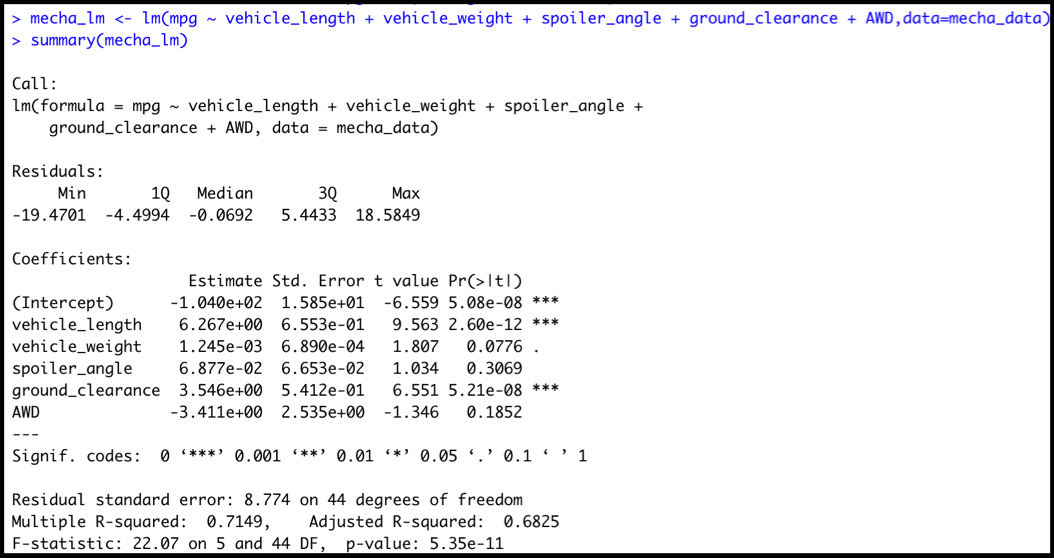 > mecha_lm <- lm(mpg ~ vehicle_length + vehicle_weight + spoiler_angle + ground_clearance + AWD,data=mecha_data)
> summary(mecha_lm)
Call:
lm(formula = mpg ~ vehicle_length + vehicle_weight + spoiler_angle +
    ground_clearance + AWD, data = mecha_data)
Residuals:
     Min       1Q   Median       3Q      Max
-19.4701  -4.4994  -0.0692   5.4433  18.5849
Coefficients:
                   Estimate Std. Error t value Pr(>|t|)
(Intercept)      -1.040e+02  1.585e+01  -6.559 5.08e-08 ***
vehicle_length    6.267e+00  6.553e-01   9.563 2.60e-12 ***
vehicle_weight    1.245e-03  6.890e-04   1.807   0.0776 .
spoiler_angle     6.877e-02  6.653e-02   1.034   0.3069
ground_clearance  3.546e+00  5.412e-01   6.551 5.21e-08 ***
AWD              -3.411e+00  2.535e+00  -1.346   0.1852
---
Signif. codes:  0 ‘***’ 0.001 ‘**’ 0.01 ‘*’ 0.05 ‘.’ 0.1 ‘ ’ 1
Residual standard error: 8.774 on 44 degrees of freedom
Multiple R-squared:  0.7149,    Adjusted R-squared:  0.6825
F-statistic: 22.07 on 5 and 44 DF,  p-value: 5.35e-11